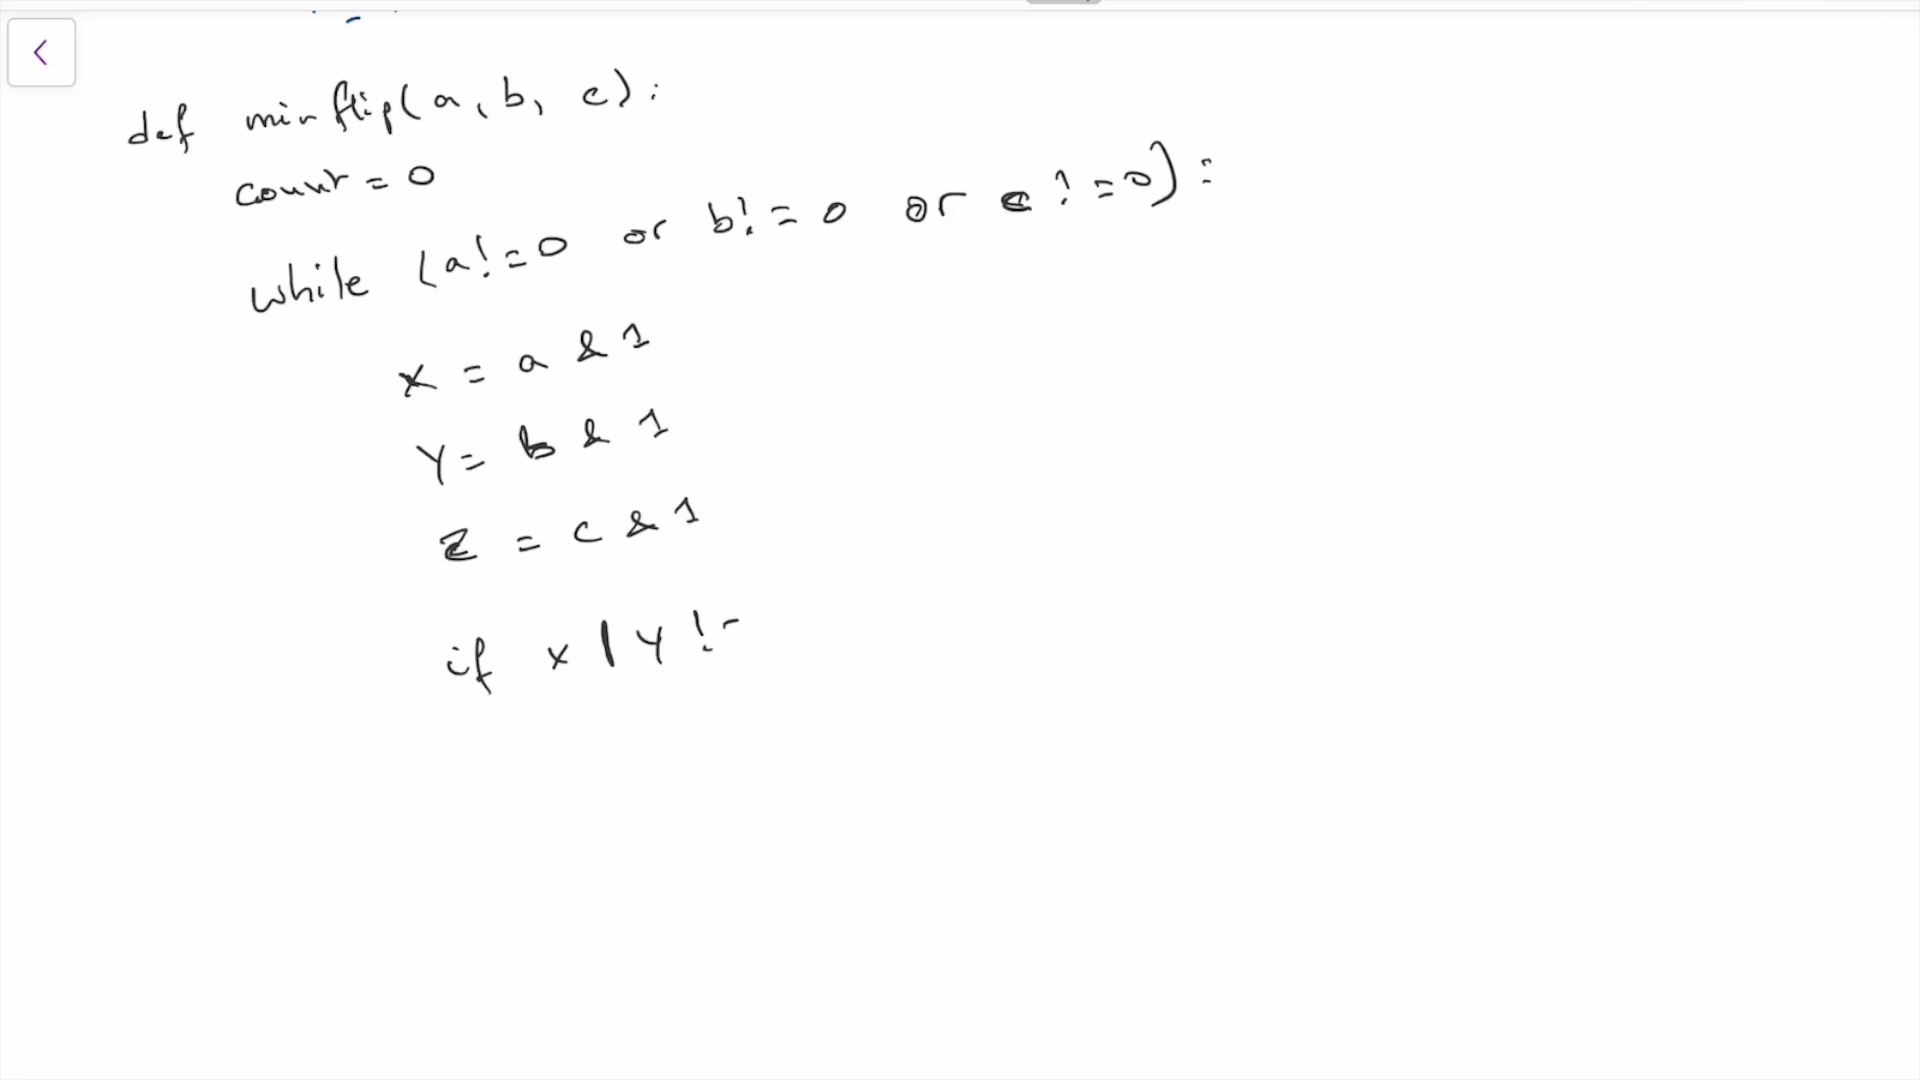 def minflip(a, b, c):
count = 0
while (a!=0 or b!=0 or c!=0):
x = a & 1
y = b & 1
z = c & 1
if x | y !-